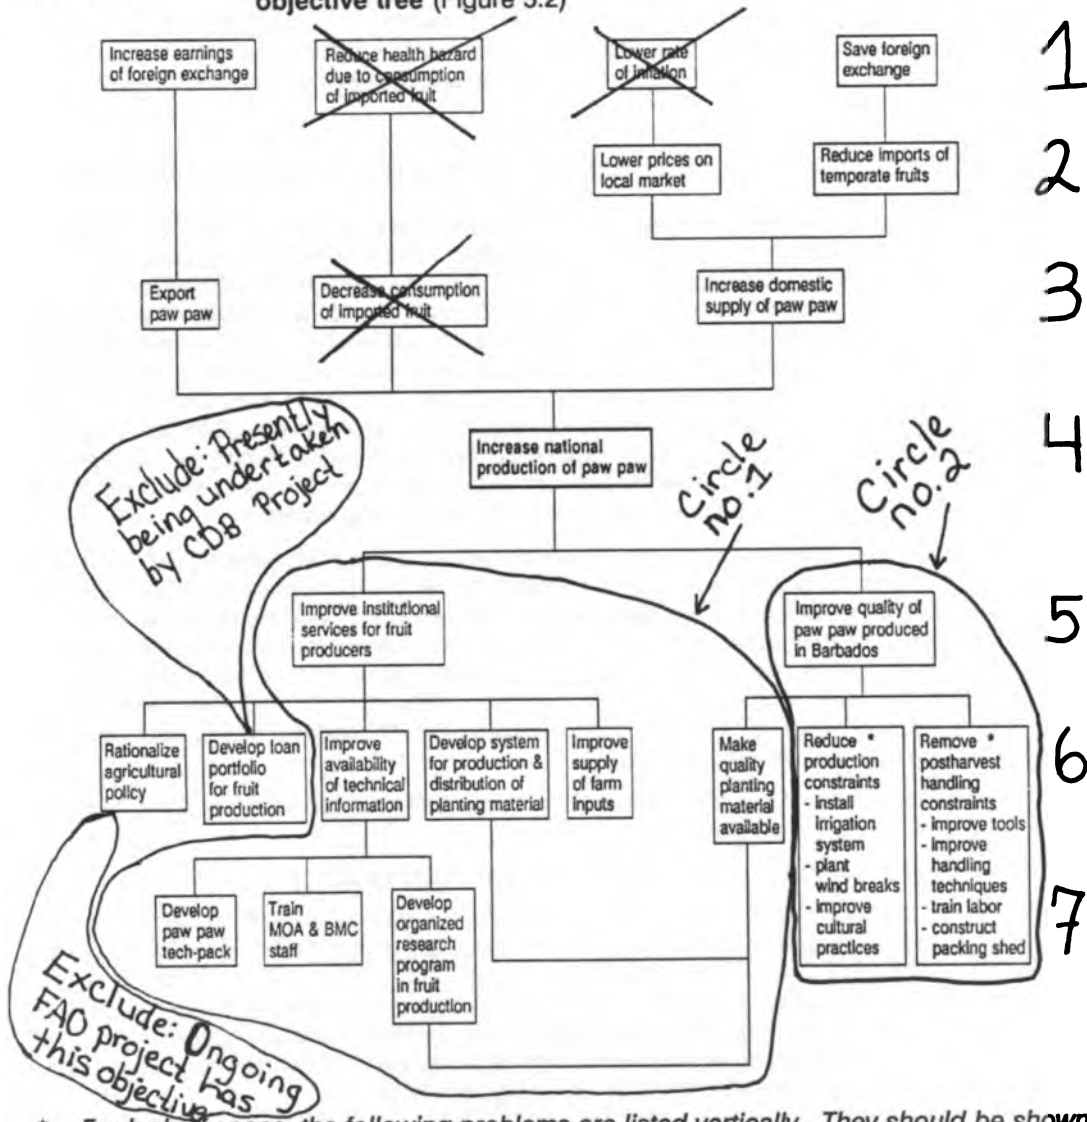 objective tree (Figure 3.2)
Increase earnings
of foreign exchange
Reduce health hazard
due to consumption
of imported fruit
Lower rate
of inflation
Save foreign
exchange
1
Lower prices on
local market
Reduce imports of
temperate fruits
2
Export
paw paw
Decrease consumption
of imported fruit
Increase domestic
supply of paw paw
3
Exclude: Presently
being undertaken
by CDB Project
Increase national
production of paw paw
Circle
no.1
Circle
no.2
4
Improve institutional
services for fruit
producers
Improve quality of
paw paw produced
in Barbados
5
Rationalize
agricultural
policy
Develop loan
portfolio
for fruit
production
Improve
availability
of technical
information
Develop system
for production &
distribution of
planting material
Improve
supply
of farm
inputs
Make
quality
planting
material
available
Reduce *
production
constraints
- install
irrigation
system
- plant
wind breaks
- improve
cultural
practices
Remove *
postharvest
handling
constraints
- improve tools
- improve
handling
techniques
- train labor
- construct
packing shed
6
Develop
paw paw
tech-pack
Train
MOA & BMC
staff
Develop
organized
research
program
in fruit
production
7
Exclude: Ongoing
FAO project has
this objective
the following problems are listed vertically. They should be shown